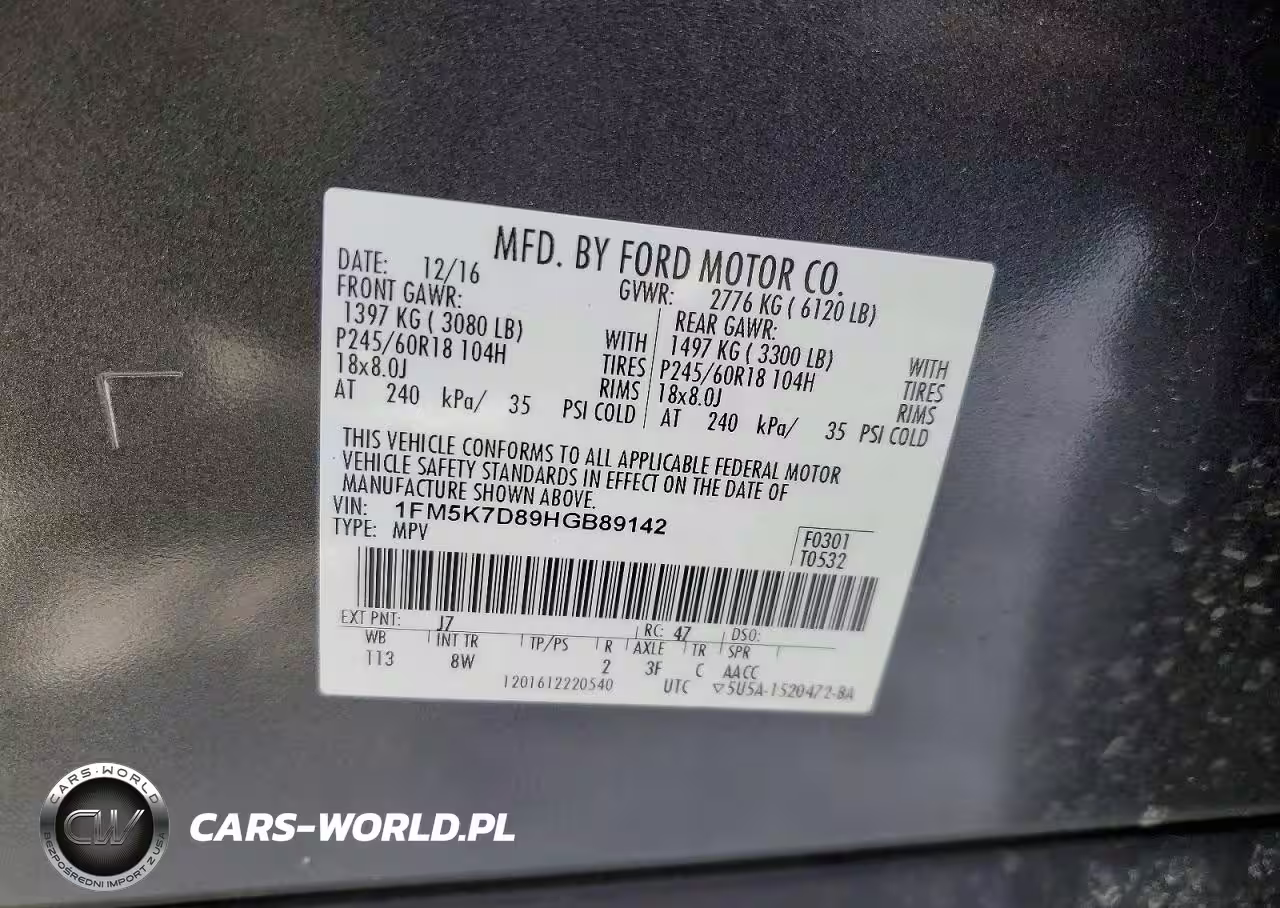 MFD. BY FORD MOTOR CO.
DATE: 12/16 GVWR: 2776 KG ( 6120 LB)
FRONT GAWR: REAR GAWR:
1397 KG ( 3080 LB) WITH 1497 KG ( 3300 LB) WITH
P245/60R18 104H TIRES P245/60R18 104H TIRES
18x8.0J RIMS 18x8.0J RIMS
AT 240 kPa/ 35 PSI COLD AT 240 kPa/ 35 PSI COLD
THIS VEHICLE CONFORMS TO ALL APPLICABLE FEDERAL MOTOR
VEHICLE SAFETY STANDARDS IN EFFECT ON THE DATE OF
MANUFACTURE SHOWN ABOVE.
VIN: 1FM5K7D89HGB89142
TYPE: MPV
F0301
T0532
EXT PNT: J7 RC: 47 DSO:
WB INT TR TP/PS R AXLE TR SPR
113 8W 2 3F C AACC
1201612220540 UTC ▽5U5A-1520472-BA
CARS-WORLD
CW
BEZPOŚREDNI IMPORT Z USA
CARS-WORLD.PL